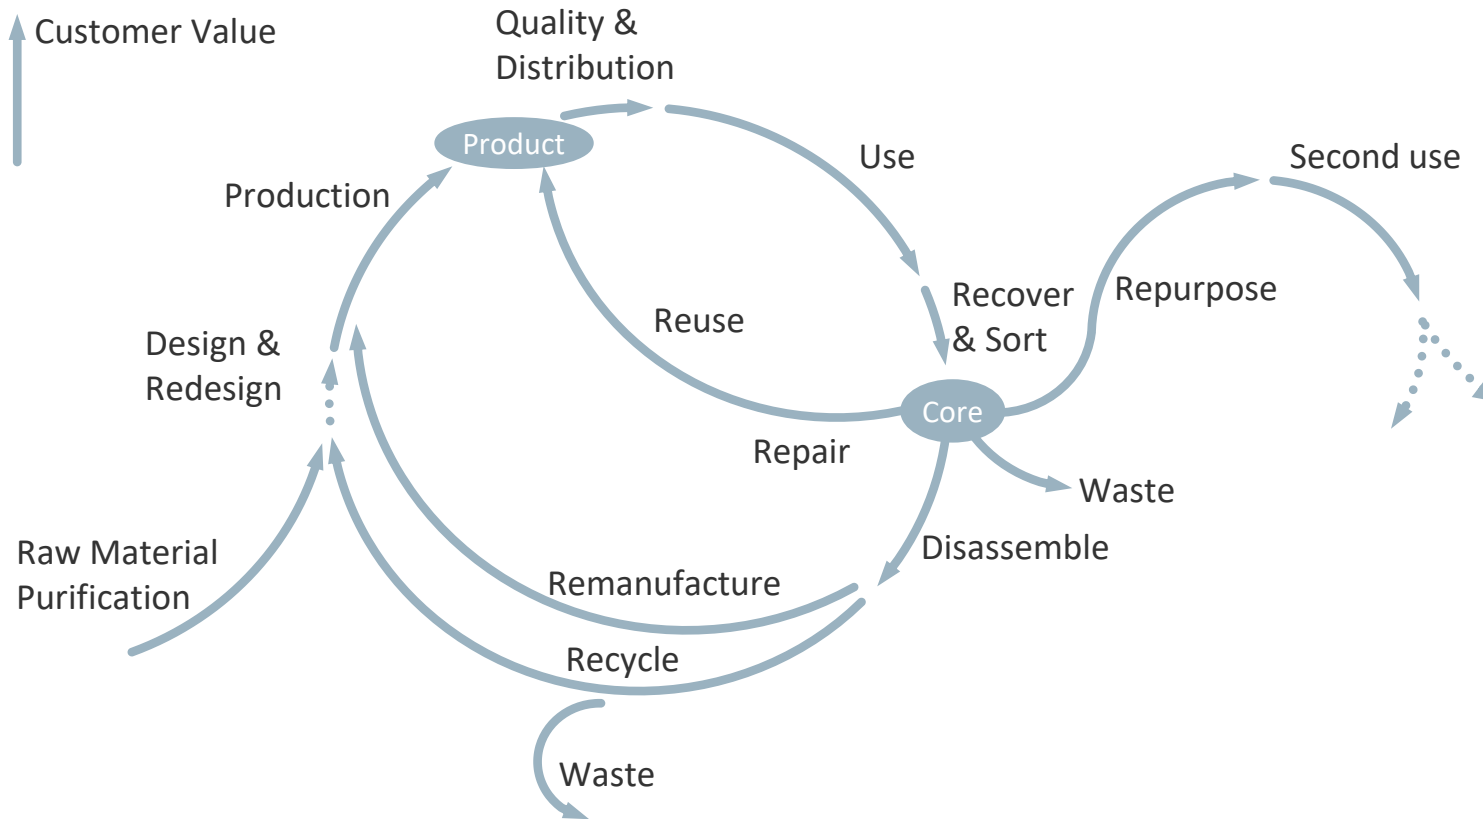 Customer Value
Quality &
Distribution
Product
Use
Second use
Production
Recover
& Sort
Repurpose
Reuse
Design &
Redesign
Core
Repair
Waste
Disassemble
Raw Material
Purification
Remanufacture
Recycle
Waste